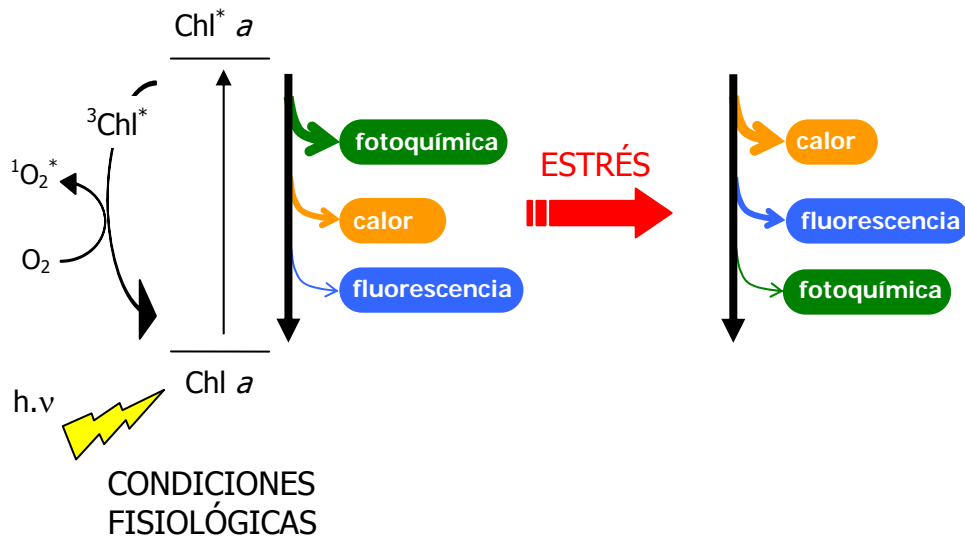 Chl* a
³Chl*
¹O₂*
O₂
Chl a
h.ν
CONDICIONES
FISIOLÓGICAS
fotoquímica
calor
fluorescencia
ESTRÉS
calor
fluorescencia
fotoquímica